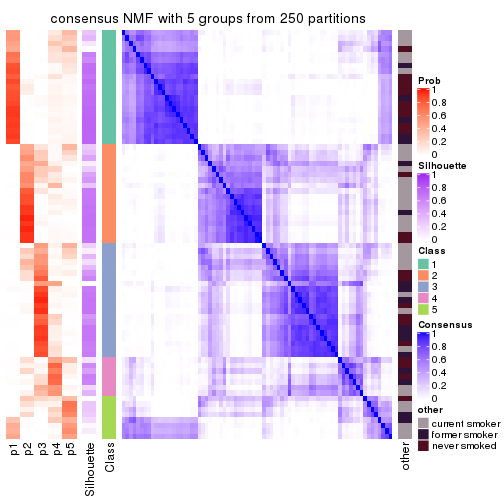 consensus NMF with 5 groups from 250 partitions
p1
p2
p3
p4
p5
Silhouette
Class
other
Prob
1
0.8
0.6
0.4
0.2
0
Silhouette
1
0.8
0.6
0.4
0.2
0
Class
1
2
3
4
5
Consensus
1
0.8
0.6
0.4
0.2
0
other
current smoker
former smoker
never smoked